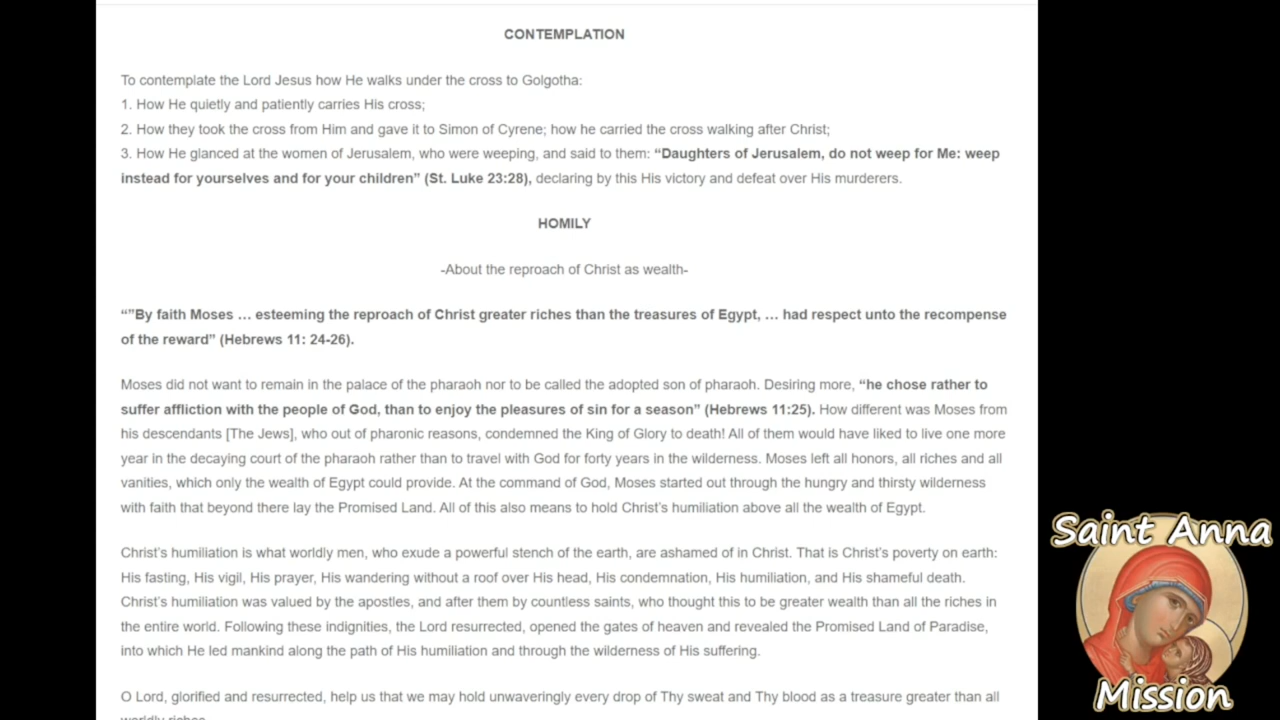 CONTEMPLATION
To contemplate the Lord Jesus how He walks under the cross to Golgotha:
1. How He quietly and patiently carries His cross;
2. How they took the cross from Him and gave it to Simon of Cyrene; how he carried the cross walking after Christ;
3. How He glanced at the women of Jerusalem, who were weeping, and said to them: “Daughters of Jerusalem, do not weep for Me: weep
instead for yourselves and for your children” (St. Luke 23:28), declaring by this His victory and defeat over His murderers.
HOMILY
-About the reproach of Christ as wealth-
“”By faith Moses … esteeming the reproach of Christ greater riches than the treasures of Egypt, … had respect unto the recompense
of the reward” (Hebrews 11: 24-26).
Moses did not want to remain in the palace of the pharaoh nor to be called the adopted son of pharaoh. Desiring more, “he chose rather to
suffer affliction with the people of God, than to enjoy the pleasures of sin for a season” (Hebrews 11:25). How different was Moses from
his descendants [The Jews], who out of pharonic reasons, condemned the King of Glory to death! All of them would have liked to live one more
year in the decaying court of the pharaoh rather than to travel with God for forty years in the wilderness. Moses left all honors, all riches and all
vanities, which only the wealth of Egypt could provide. At the command of God, Moses started out through the hungry and thirsty wilderness
with faith that beyond there lay the Promised Land. All of this also means to hold Christ’s humiliation above all the wealth of Egypt.
Christ’s humiliation is what worldly men, who exude a powerful stench of the earth, are ashamed of in Christ. That is Christ’s poverty on earth:
His fasting, His vigil, His prayer, His wandering without a roof over His head, His condemnation, His humiliation, and His shameful death.
Christ’s humiliation was valued by the apostles, and after them by countless saints, who thought this to be greater wealth than all the riches in
the entire world. Following these indignities, the Lord resurrected, opened the gates of heaven and revealed the Promised Land of Paradise,
into which He led mankind along the path of His humiliation and through the wilderness of His suffering.
O Lord, glorified and resurrected, help us that we may hold unwaveringly every drop of Thy sweat and Thy blood as a treasure greater than all
worldly riches.
Saint Anna
Mission